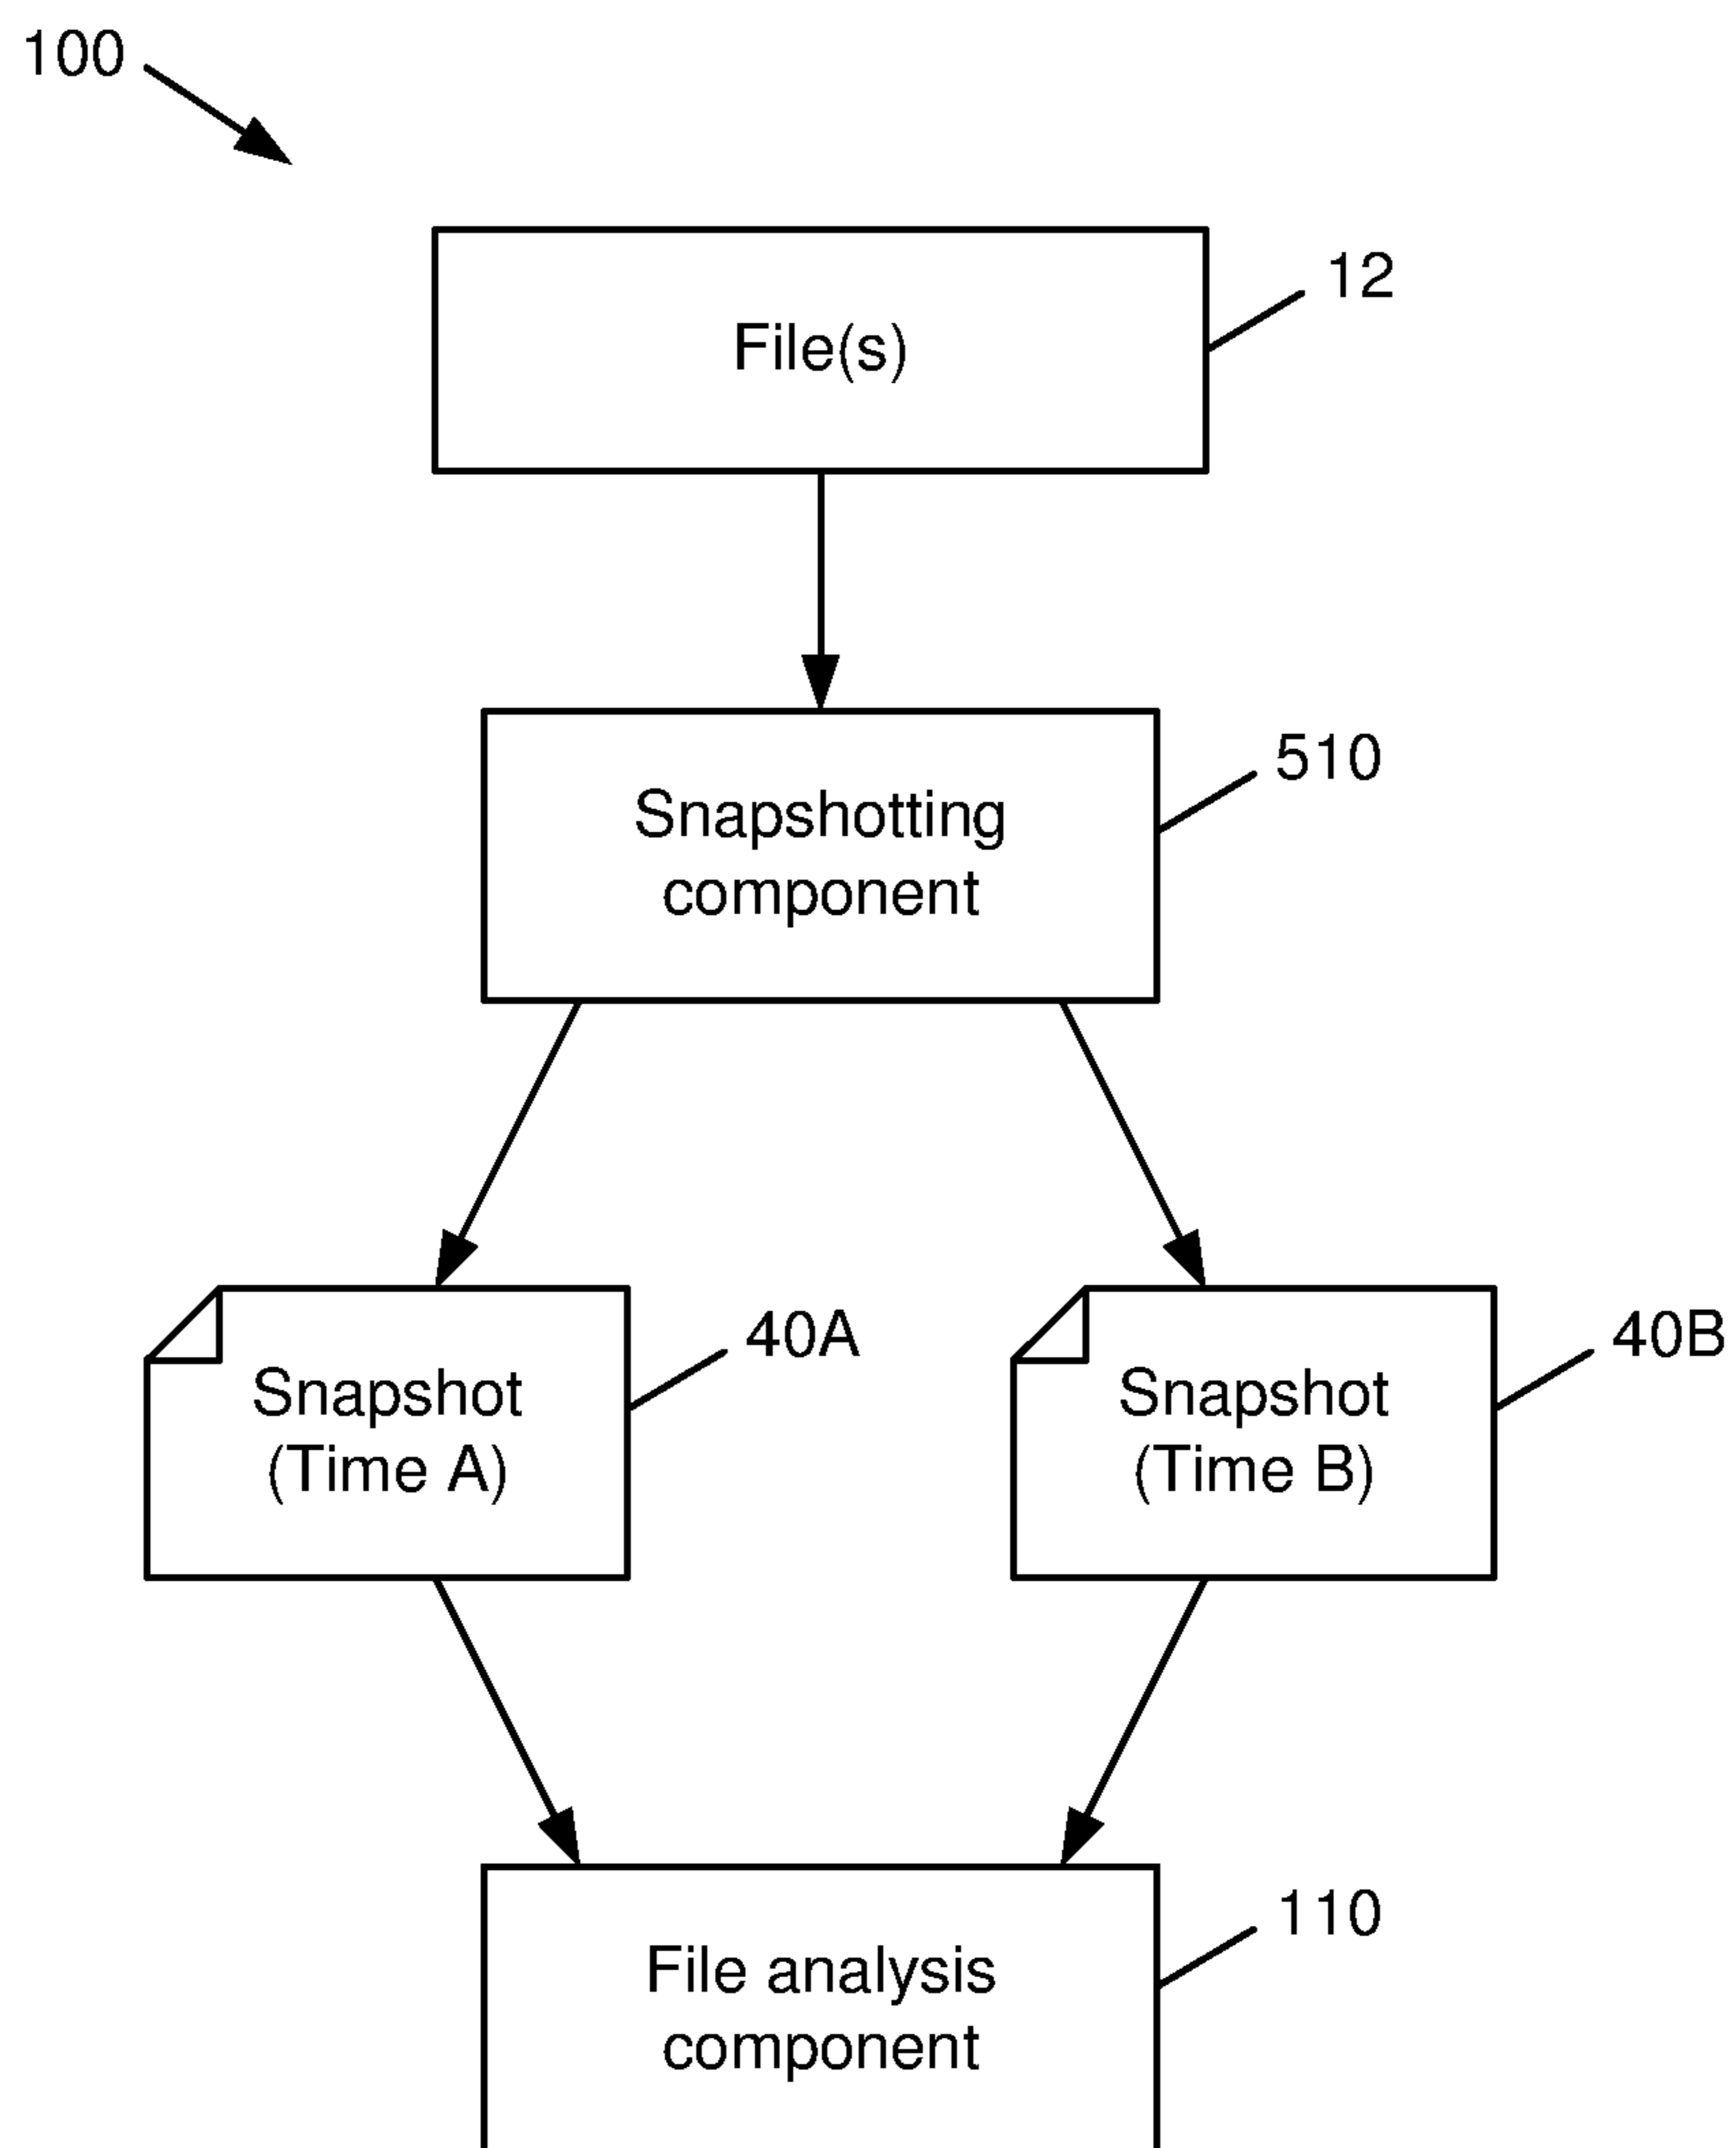 100
File(s)
12
Snapshotting
component
510
Snapshot
(Time A)
40A
Snapshot
(Time B)
40B
File analysis
component
110